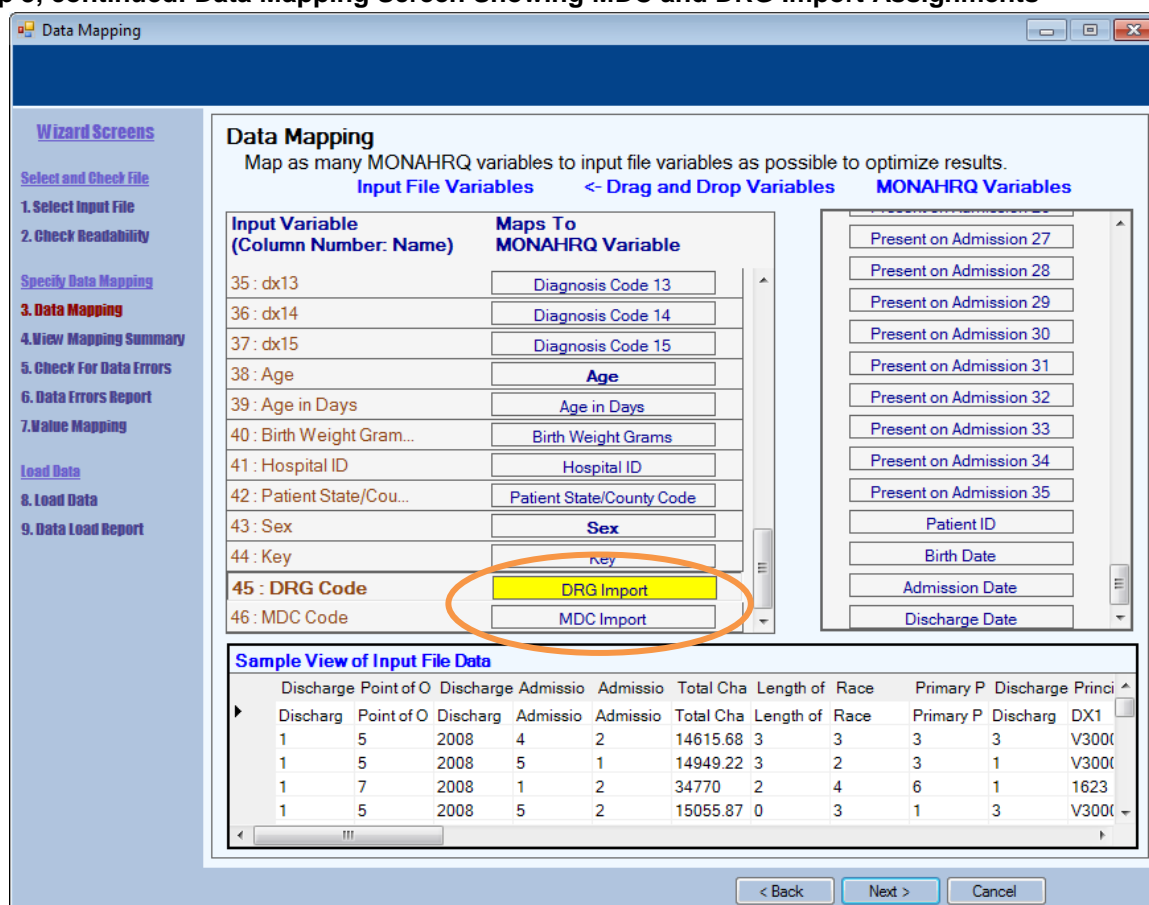 p 3, continued: Data Mapping Screen Showing MDC and DRG Import Assignments
Data Mapping
Wizard Screens
Select and Check File
1. Select Input File
2. Check Readability
Specify Data Mapping
3. Data Mapping
4.View Mapping Summary
5. Check For Data Errors
6. Data Errors Report
7.Value Mapping
Load Data
8. Load Data
9. Data Load Report
Data Mapping
Map as many MONAHRQ variables to input file variables as possible to optimize results.
Input File Variables <- Drag and Drop Variables MONAHRQ Variables
Input Variable Maps To
(Column Number: Name) MONAHRQ Variable
35 : dx13 Diagnosis Code 13
36 : dx14 Diagnosis Code 14
37 : dx15 Diagnosis Code 15
38 : Age Age
39 : Age in Days Age in Days
40 : Birth Weight Gram... Birth Weight Grams
41 : Hospital ID Hospital ID
42 : Patient State/Cou... Patient State/County Code
43 : Sex Sex
44 : Key Key
45 : DRG Code DRG Import
46 : MDC Code MDC Import
Present on Admission 27
Present on Admission 28
Present on Admission 29
Present on Admission 30
Present on Admission 31
Present on Admission 32
Present on Admission 33
Present on Admission 34
Present on Admission 35
Patient ID
Birth Date
Admission Date
Discharge Date
Sample View of Input File Data
Discharge Point of O Discharge Admissio Admissio Total Cha Length of Race Primary P Discharge Princi
Discharg Point of O Discharg Admissio Admissio Total Cha Length of Race Primary P Discharg DX1
1 5 2008 4 2 14615.68 3 3 3 3 V300(
1 5 2008 5 1 14949.22 3 2 3 1 V300(
1 7 2008 1 2 34770 2 4 6 1 1623
1 5 2008 5 2 15055.87 0 3 1 3 V300(
< Back Next > Cancel